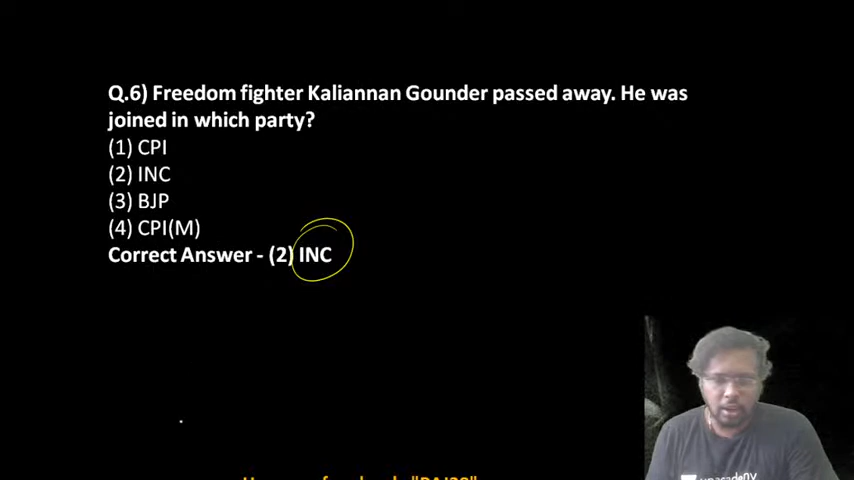 Q.6) Freedom fighter Kaliannan Gounder passed away. He was
joined in which party?
(1) CPI
(2) INC
(3) BJP
(4) CPI(M)
Correct Answer - (2) INC